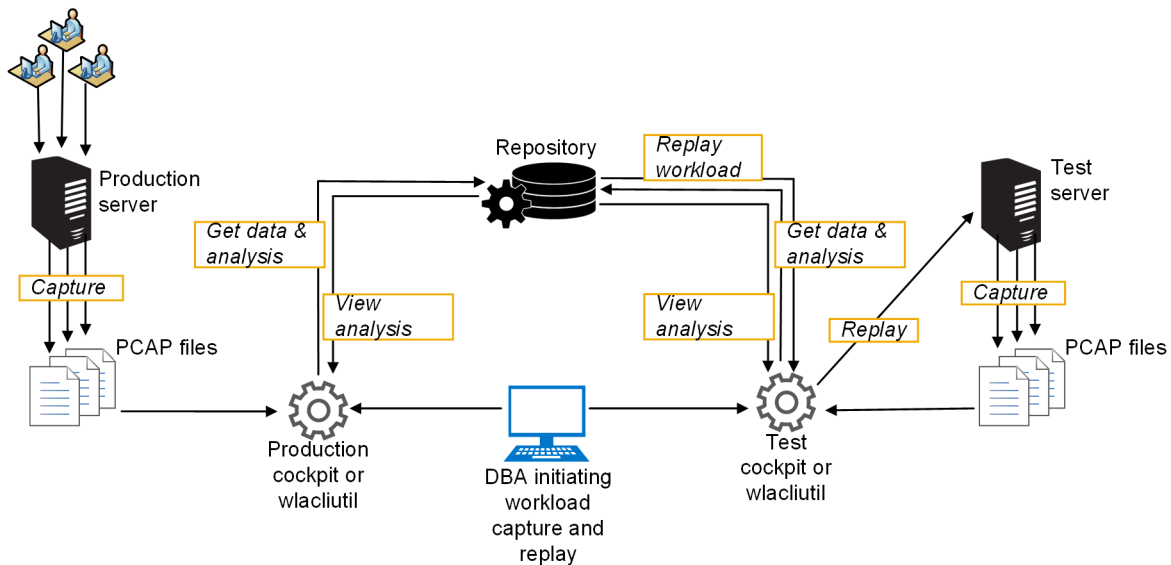 Repository
Replay
workload
Test
server
Production
server
Get data &
analysis
Get data &
analysis
Capture
Capture
View
analysis
View
analysis
Replay
PCAP files
PCAP files
Production
cockpit or
wlacliutil
DBA initiating
workload
capture and
replay
Test
cockpit or
wlacliutil